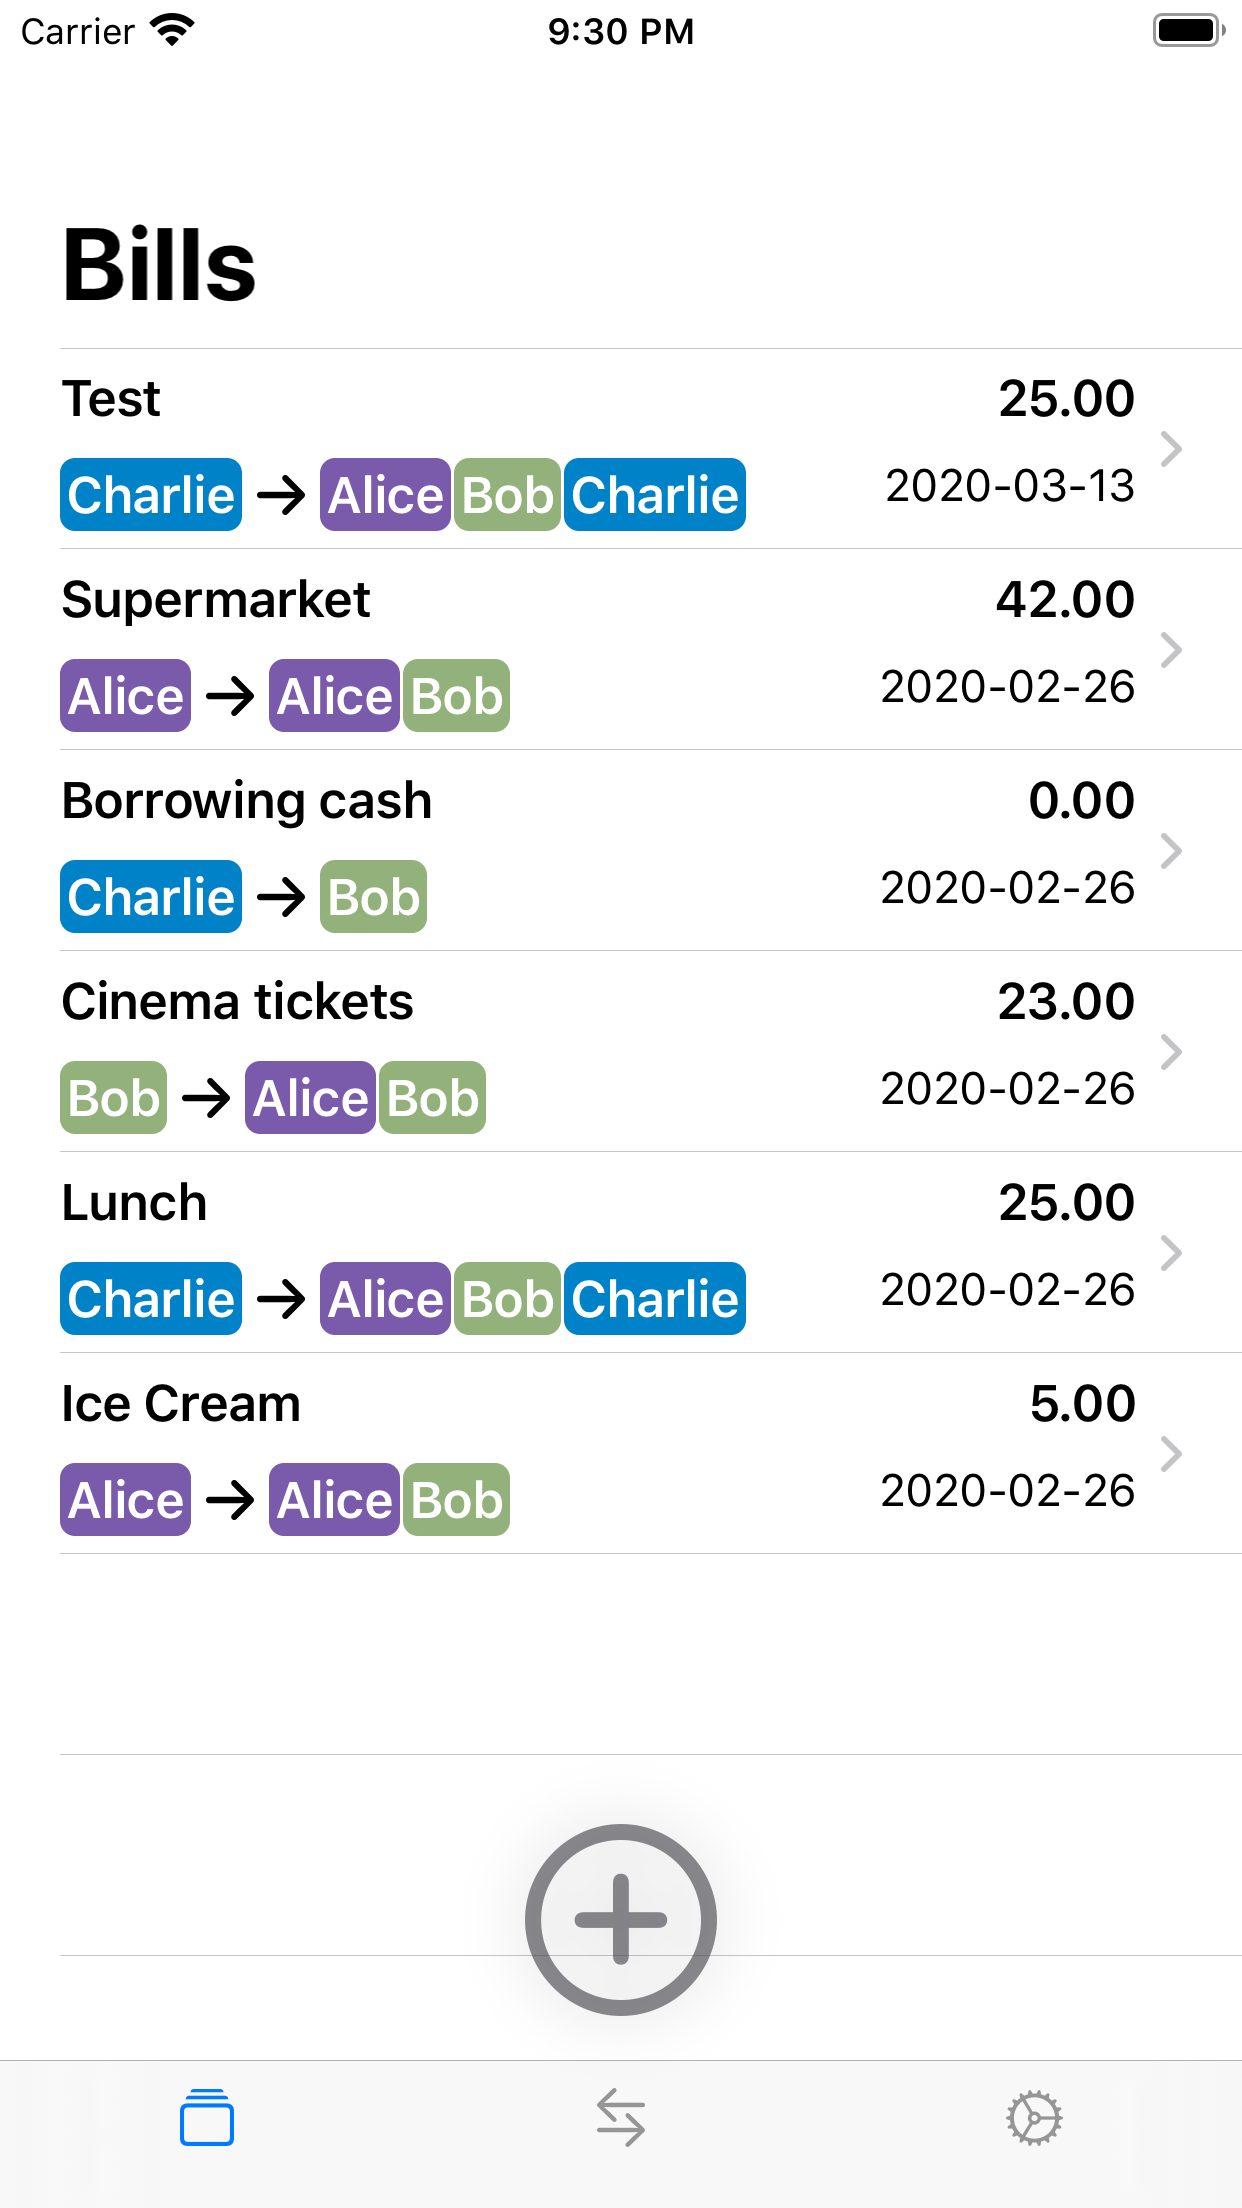 Carrier 9:30 PM
Bills
Test 25.00
Charlie → Alice Bob Charlie 2020-03-13
Supermarket 42.00
Alice → Alice Bob 2020-02-26
Borrowing cash 0.00
Charlie → Bob 2020-02-26
Cinema tickets 23.00
Bob → Alice Bob 2020-02-26
Lunch 25.00
Charlie → Alice Bob Charlie 2020-02-26
Ice Cream 5.00
Alice → Alice Bob 2020-02-26